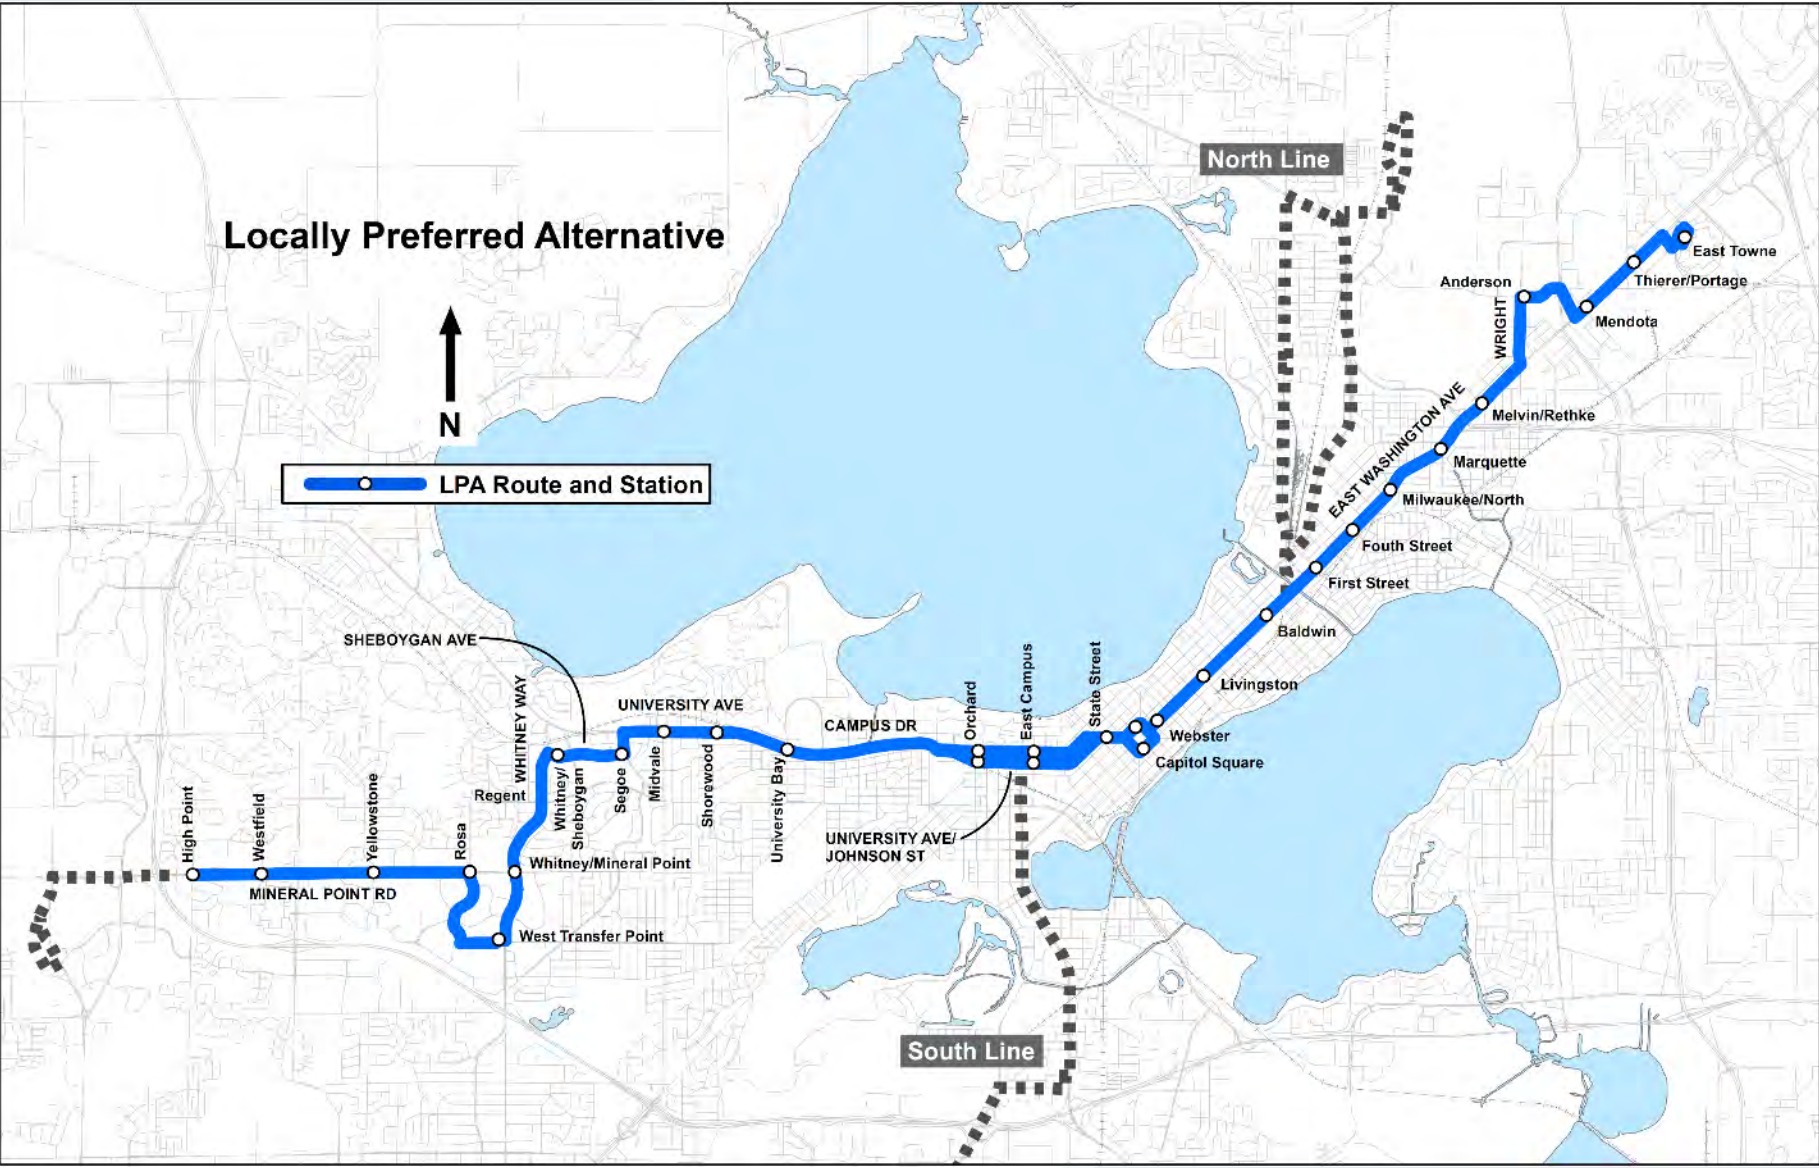 North Line
Locally Preferred Alternative
East Towne
Anderson
Thierer/Portage
WRIGHT
Mendota
N
EAST WASHINGTON AVE
Melvin/Rethke
Marquette
LPA Route and Station
Milwaukee/North
Fouth Street
First Street
Baldwin
SHEBOYGAN AVE
East Campus
State Street
Orchard
Livingston
WHITNEY WAY
UNIVERSITY AVE
CAMPUS DR
Webster
Capitol Square
Regent
Whitney/
Sheboygan
Segoe
Midvale
Shorewood
University Bay
High Point
Westfield
Yellowstone
Rosa
UNIVERSITY AVE/
JOHNSON ST
Whitney/Mineral Point
MINERAL POINT RD
West Transfer Point
South Line